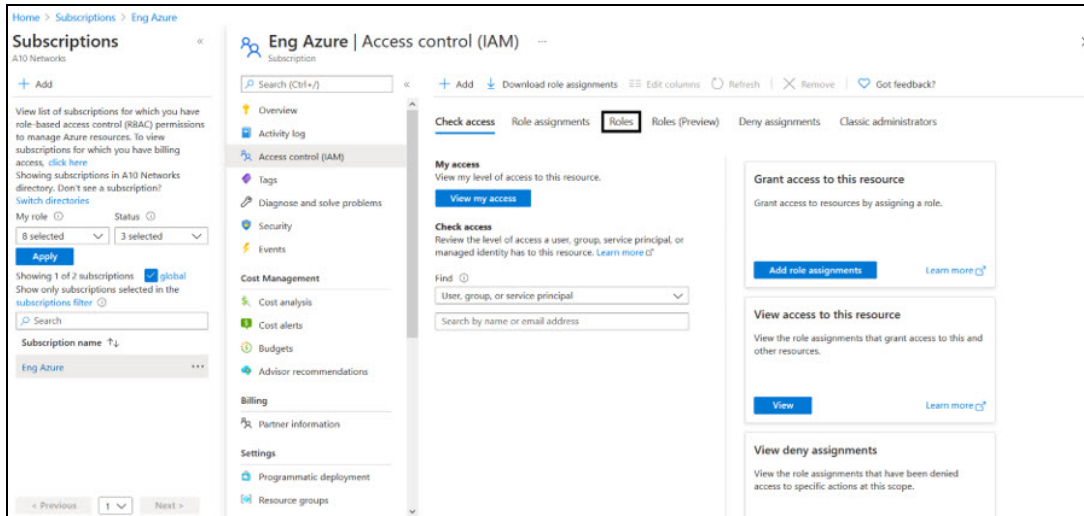 Home > Subscriptions > Eng Azure
Subscriptions
A10 Networks
+ Add
View list of subscriptions for which you have
role-based access control (RBAC) permissions
to manage Azure resources. To view
subscriptions for which you have billing
access, click here
Showing subscriptions in A10 Networks
directory. Don't see a subscription?
Switch directories
My role Status
8 selected 3 selected
Apply
Showing 1 of 2 subscriptions global
Show only subscriptions selected in the
subscriptions filter
Search
Subscription name ↑↓
Eng Azure ...
< Previous 1 Next >
Eng Azure | Access control (IAM) ...
Subscription
Search (Ctrl+/)
Overview
Activity log
Access control (IAM)
Tags
Diagnose and solve problems
Security
Events
Cost Management
Cost analysis
Cost alerts
Budgets
Advisor recommendations
Billing
Partner information
Settings
Programmatic deployment
Resource groups
+ Add Download role assignments Edit columns Refresh Remove Got feedback?
Check access Role assignments Roles Roles (Preview) Deny assignments Classic administrators
My access
View my level of access to this resource.
View my access
Check access
Review the level of access a user, group, service principal, or
managed identity has to this resource. Learn more
Find
User, group, or service principal
Search by name or email address
Grant access to this resource
Grant access to resources by assigning a role.
Add role assignments Learn more
View access to this resource
View the role assignments that grant access to this and
other resources.
View Learn more
View deny assignments
View the role assignments that have been denied
access to specific actions at this scope.